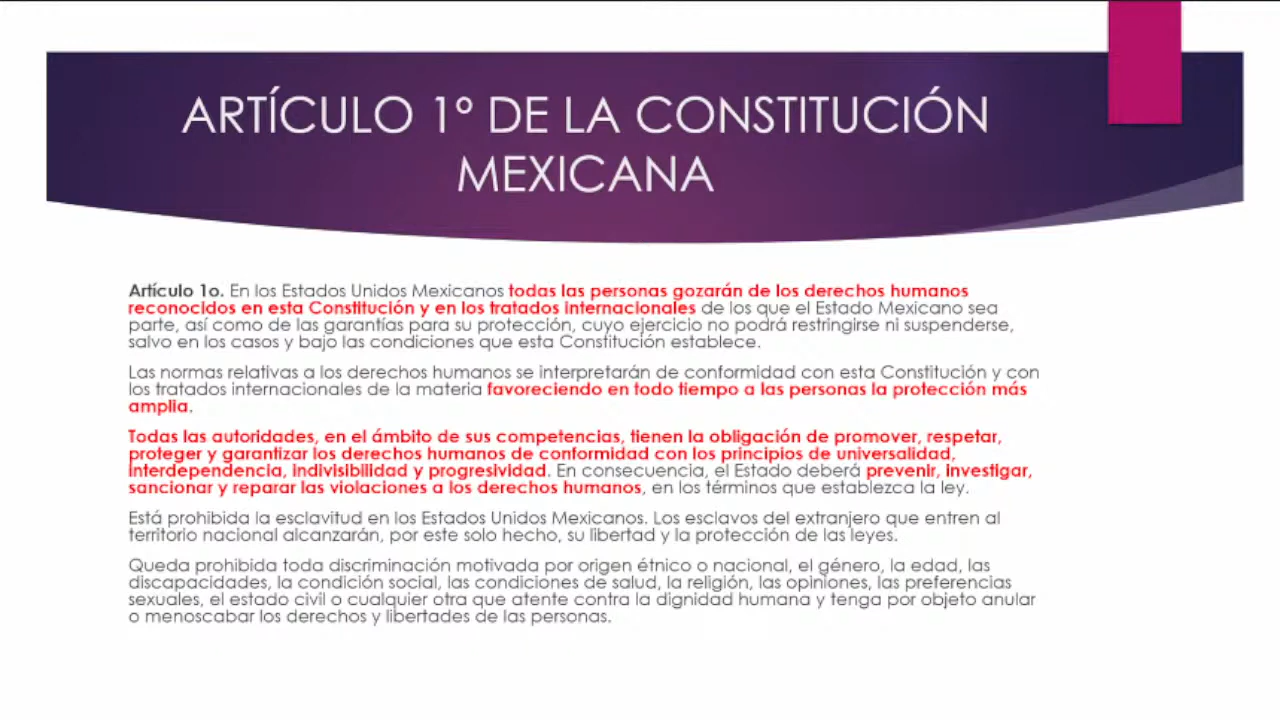 ARTÍCULO 1º DE LA CONSTITUCIÓN
MEXICANA
Artículo 1o. En los Estados Unidos Mexicanos todas las personas gozarán de los derechos humanos
reconocidos en esta Constitución y en los tratados internacionales de los que el Estado Mexicano sea
parte, así como de las garantías para su protección, cuyo ejercicio no podrá restringirse ni suspenderse,
salvo en los casos y bajo las condiciones que esta Constitución establece.
Las normas relativas a los derechos humanos se interpretarán de conformidad con esta Constitución y con
los tratados internacionales de la materia favoreciendo en todo tiempo a las personas la protección más
amplia.
Todas las autoridades, en el ámbito de sus competencias, tienen la obligación de promover, respetar,
proteger y garantizar los derechos humanos de conformidad con los principios de universalidad,
interdependencia, indivisibilidad y progresividad. En consecuencia, el Estado deberá prevenir, investigar,
sancionar y reparar las violaciones a los derechos humanos, en los términos que establezca la ley.
Está prohibida la esclavitud en los Estados Unidos Mexicanos. Los esclavos del extranjero que entren al
territorio nacional alcanzarán, por este solo hecho, su libertad y la protección de las leyes.
Queda prohibida toda discriminación motivada por origen étnico o nacional, el género, la edad, las
discapacidades, la condición social, las condiciones de salud, la religión, las opiniones, las preferencias
sexuales, el estado civil o cualquier otra que atente contra la dignidad humana y tenga por objeto anular
o menoscabar los derechos y libertades de las personas.